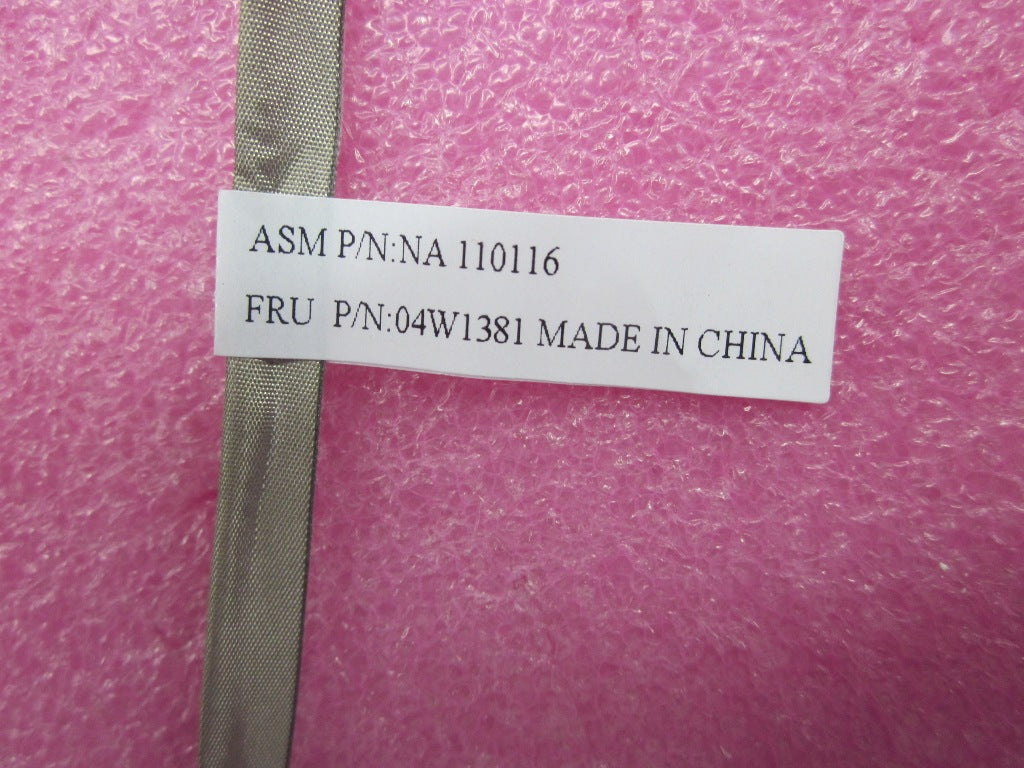 ASM P/N:NA 110116
FRU P/N:04W1381 MADE IN CHINA